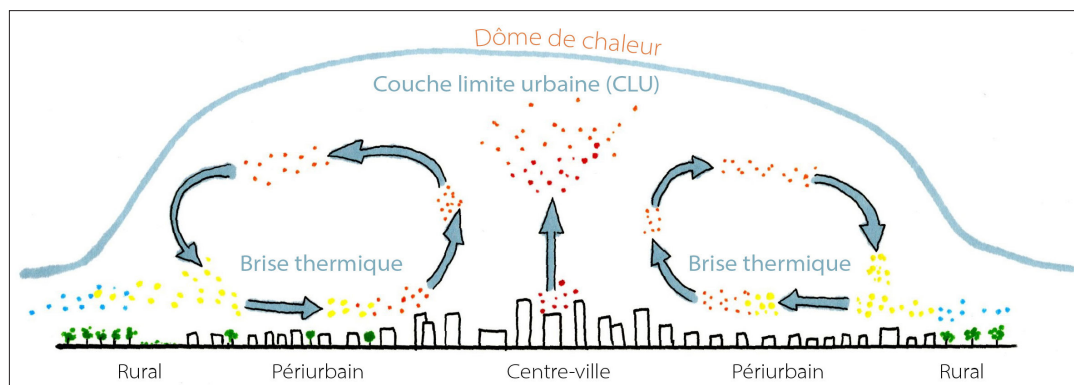 Dôme de chaleur
Couche limite urbaine (CLU)
Brise thermique
Brise thermique
Rural
Périurbain
Centre-ville
Périurbain
Rural